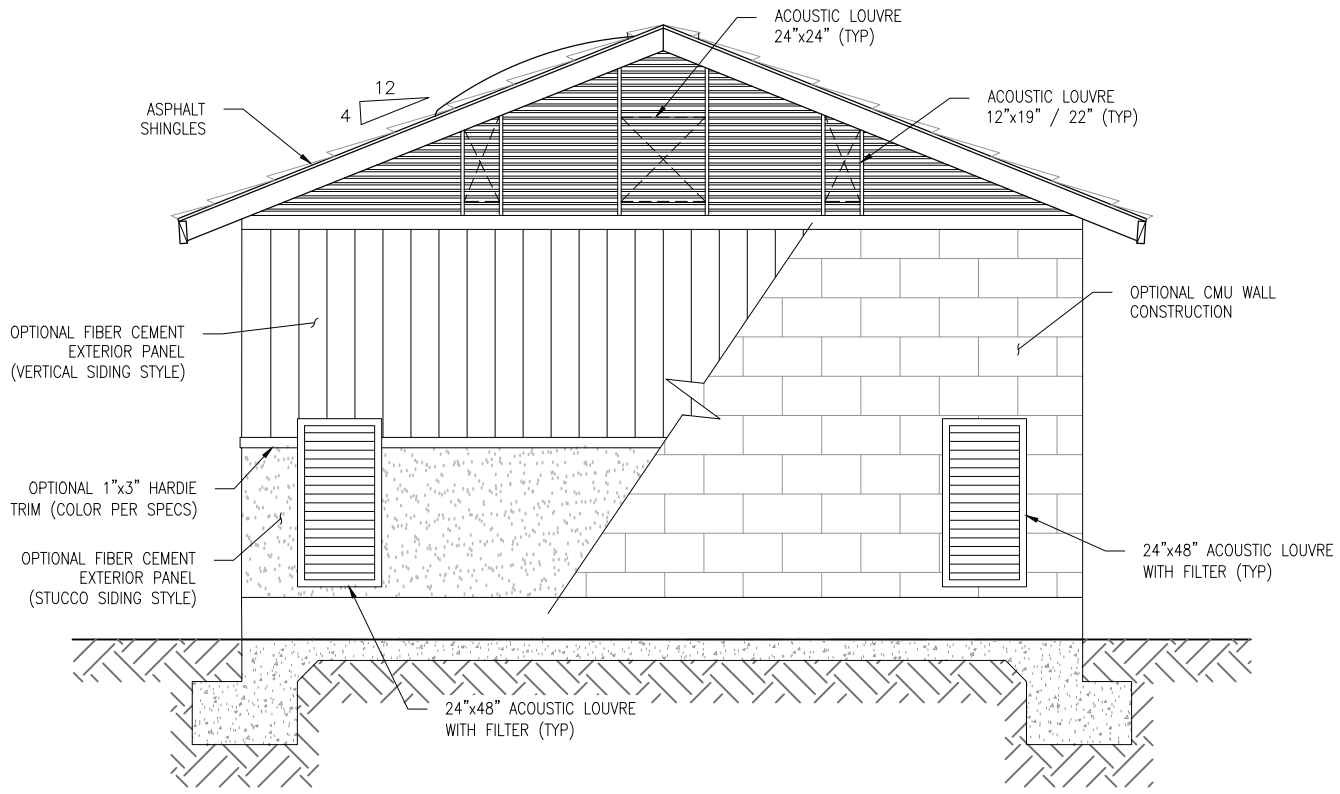 ACOUSTIC LOUVRE
24"x24" (TYP)
12
4
ASPHALT
SHINGLES
ACOUSTIC LOUVRE
12"x19" / 22" (TYP)
OPTIONAL CMU WALL
CONSTRUCTION
OPTIONAL FIBER CEMENT
EXTERIOR PANEL
(VERTICAL SIDING STYLE)
OPTIONAL 1"x3" HARDIE
TRIM (COLOR PER SPECS)
OPTIONAL FIBER CEMENT
EXTERIOR PANEL
(STUCCO SIDING STYLE)
24"x48" ACOUSTIC LOUVRE
WITH FILTER (TYP)
24"x48" ACOUSTIC LOUVRE
WITH FILTER (TYP)